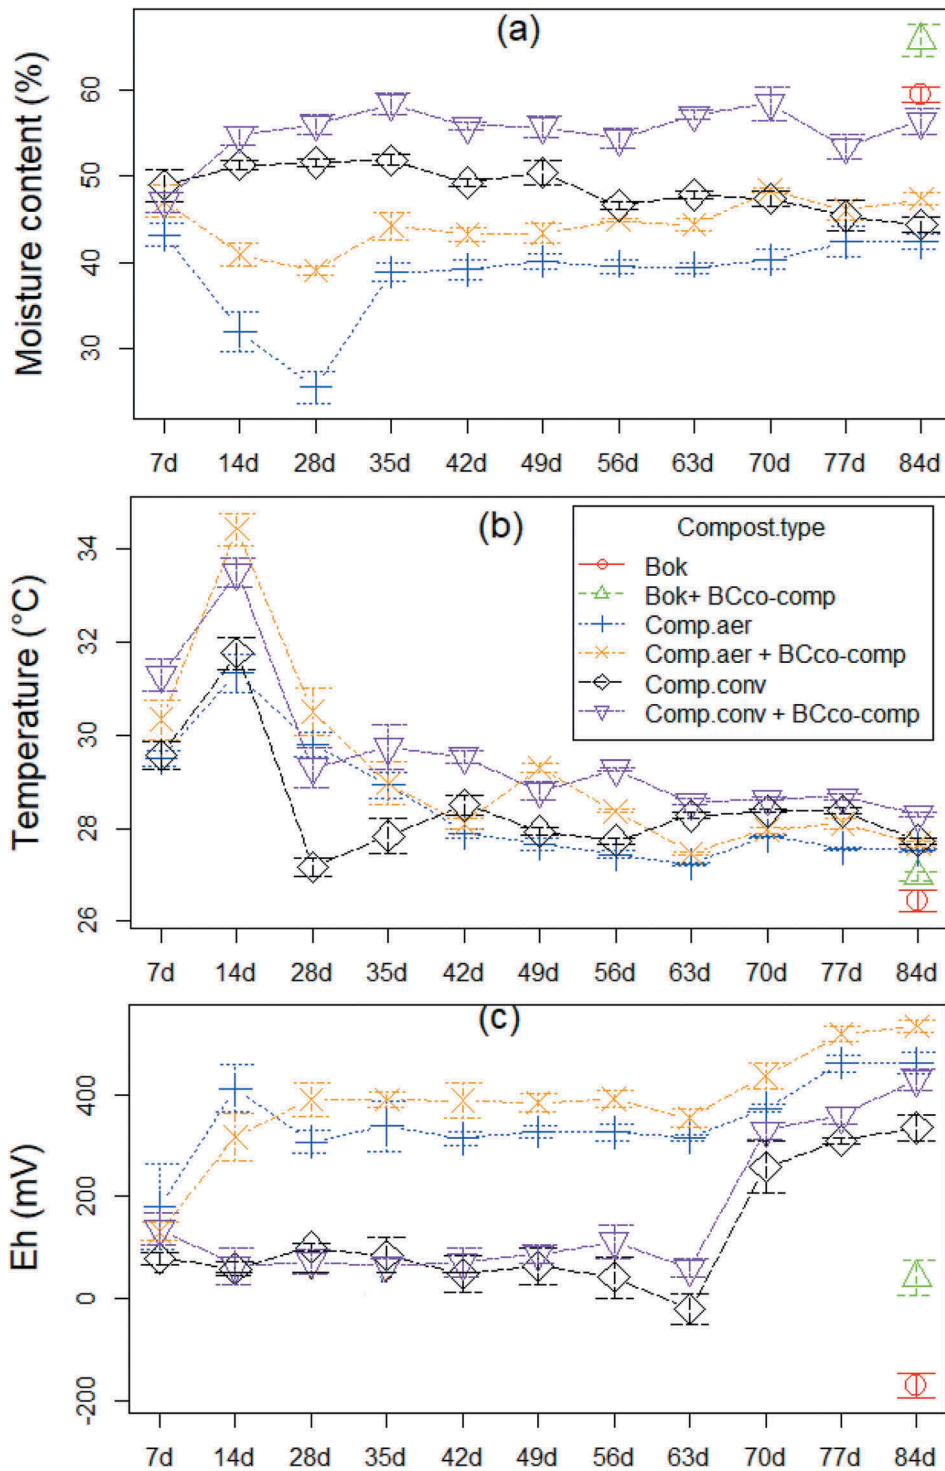 (a)
Moisture content (%)
60
50
40
30
7d 14d 28d 35d 42d 49d 56d 63d 70d 77d 84d
(b)
Temperature (°C)
34
32
30
28
26
Compost.type
Bok
Bok+ BCco-comp
Comp.aer
Comp.aer + BCco-comp
Comp.conv
Comp.conv + BCco-comp
7d 14d 28d 35d 42d 49d 56d 63d 70d 77d 84d
(c)
Eh (mV)
400
200
0
-200
7d 14d 28d 35d 42d 49d 56d 63d 70d 77d 84d